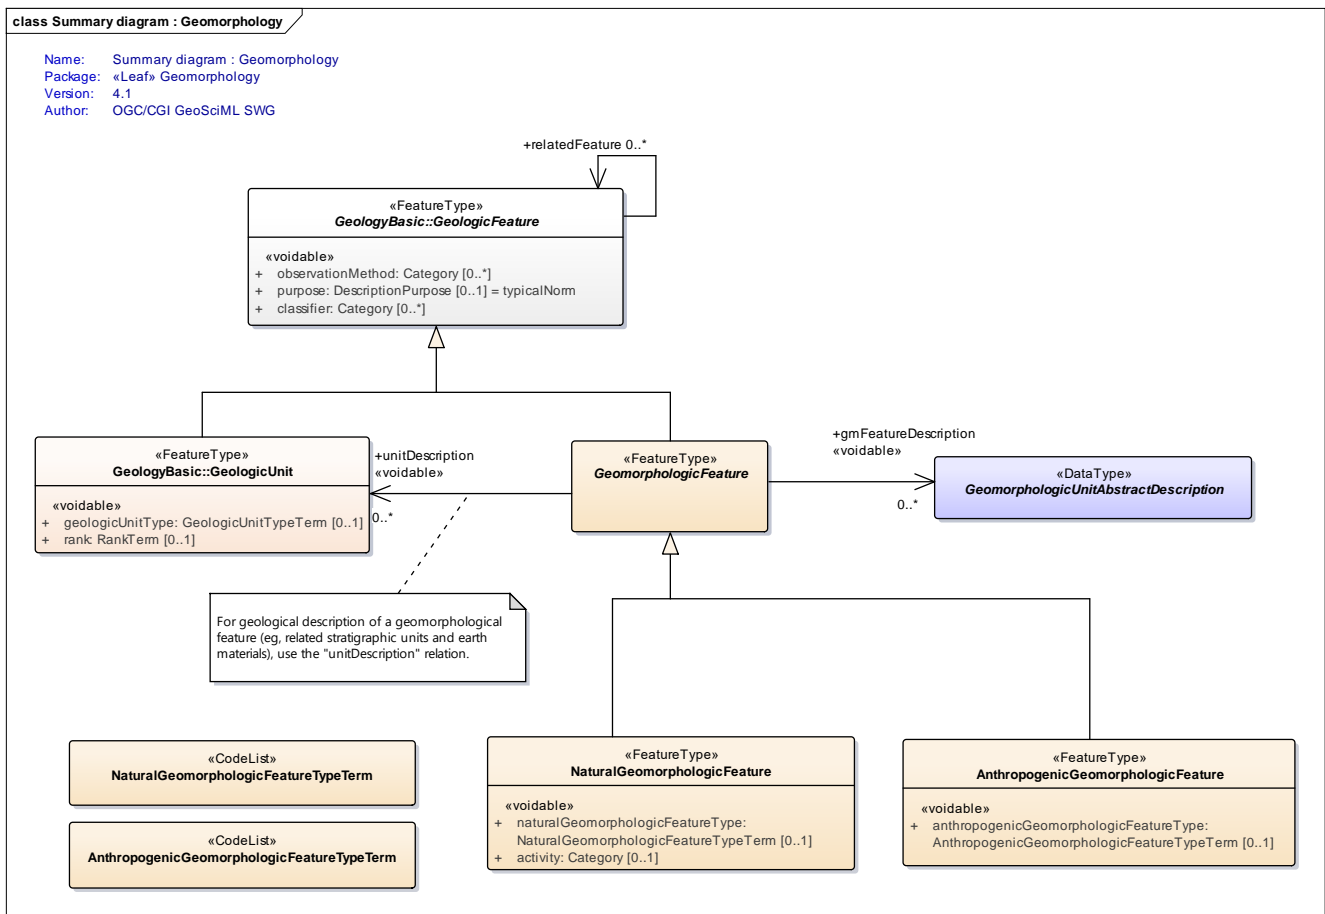 class Summary diagram : Geomorphology
Name: Summary diagram : Geomorphology
Package: «Leaf» Geomorphology
Version: 4.1
Author: OGC/CGI GeoSciML SWG
+relatedFeature 0..*
«FeatureType»
GeologyBasic::GeologicFeature
«voidable»
+ observationMethod: Category [0..*]
+ purpose: DescriptionPurpose [0..1] = typicalNorm
+ classifier: Category [0..*]
«FeatureType»
GeologyBasic::GeologicUnit
«voidable»
+ geologicUnitType: GeologicUnitTypeTerm [0..1]
+ rank: RankTerm [0..1]
+unitDescription
«voidable»
0..*
«FeatureType»
GeomorphologicFeature
+gmFeatureDescription
«voidable»
0..*
«DataType»
GeomorphologicUnitAbstractDescription
For geological description of a geomorphological
feature (eg, related stratigraphic units and earth
materials), use the "unitDescription" relation.
«CodeList»
NaturalGeomorphologicFeatureTypeTerm
«CodeList»
AnthropogenicGeomorphologicFeatureTypeTerm
«FeatureType»
NaturalGeomorphologicFeature
«voidable»
+ naturalGeomorphologicFeatureType:
NaturalGeomorphologicFeatureTypeTerm [0..1]
+ activity: Category [0..1]
«FeatureType»
AnthropogenicGeomorphologicFeature
«voidable»
+ anthropogenicGeomorphologicFeatureType:
AnthropogenicGeomorphologicFeatureTypeTerm [0..1]